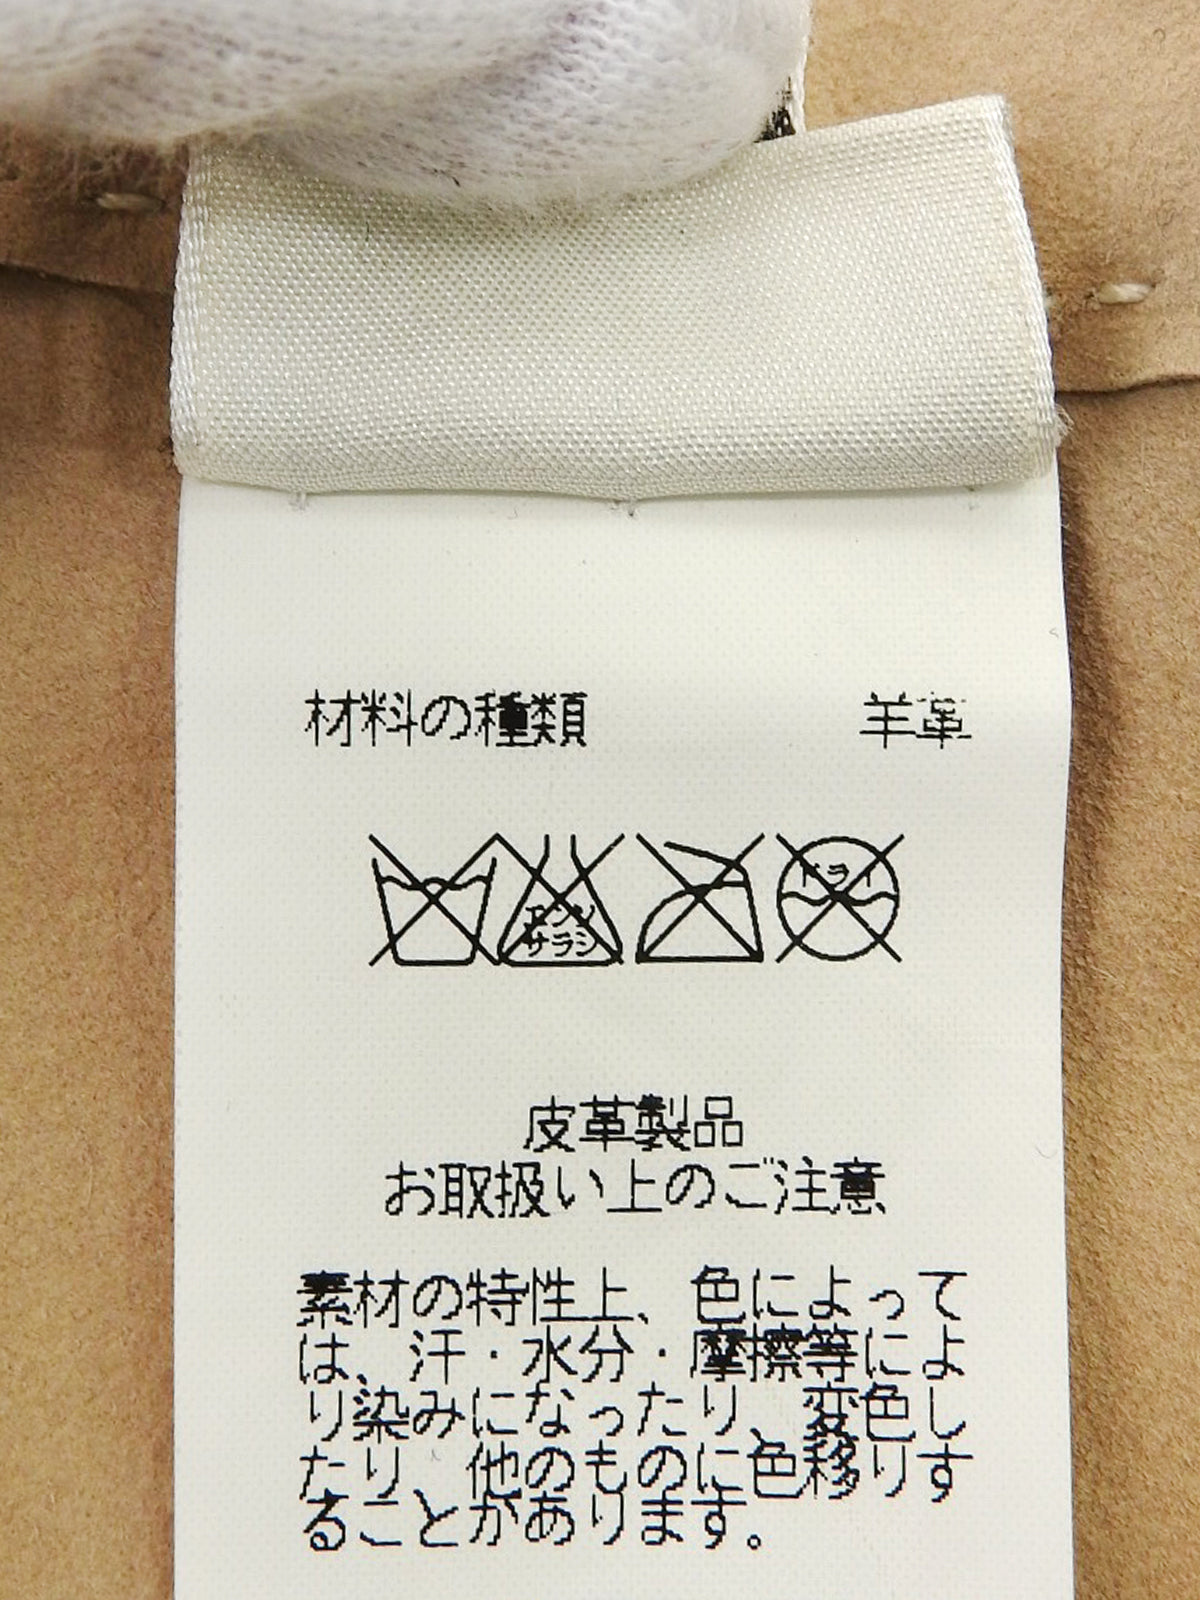 材料の種類 羊革
エンソ
サラシ
ドライ
皮革製品
お取扱い上のご注意
素材の特性上、色によって
は、汗・水分・摩擦等によ
り染みになったり、変色し
たり、他のものに色移りす
ることがあります。